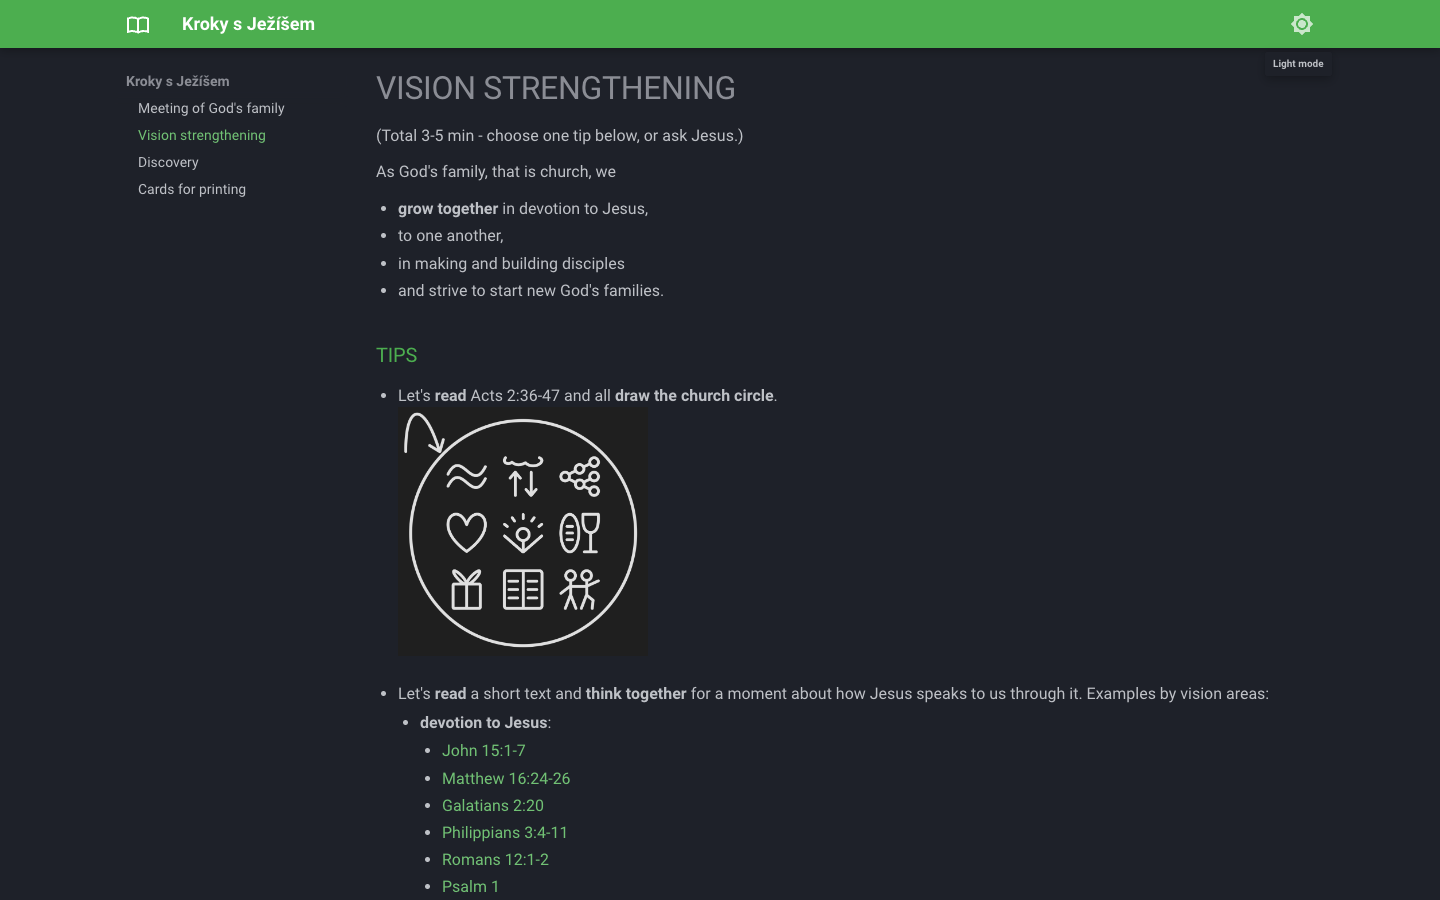 Kroky s Ježíšem
Light mode
Kroky s Ježíšem
Meeting of God's family
Vision strengthening
Discovery
Cards for printing
VISION STRENGTHENING
(Total 3-5 min - choose one tip below, or ask Jesus.)
As God's family, that is church, we
grow together in devotion to Jesus,
to one another,
in making and building disciples
and strive to start new God's families.
TIPS
Let's read Acts 2:36-47 and all draw the church circle.
Let's read a short text and think together for a moment about how Jesus speaks to us through it. Examples by vision areas:
devotion to Jesus:
John 15:1-7
Matthew 16:24-26
Galatians 2:20
Philippians 3:4-11
Romans 12:1-2
Psalm 1